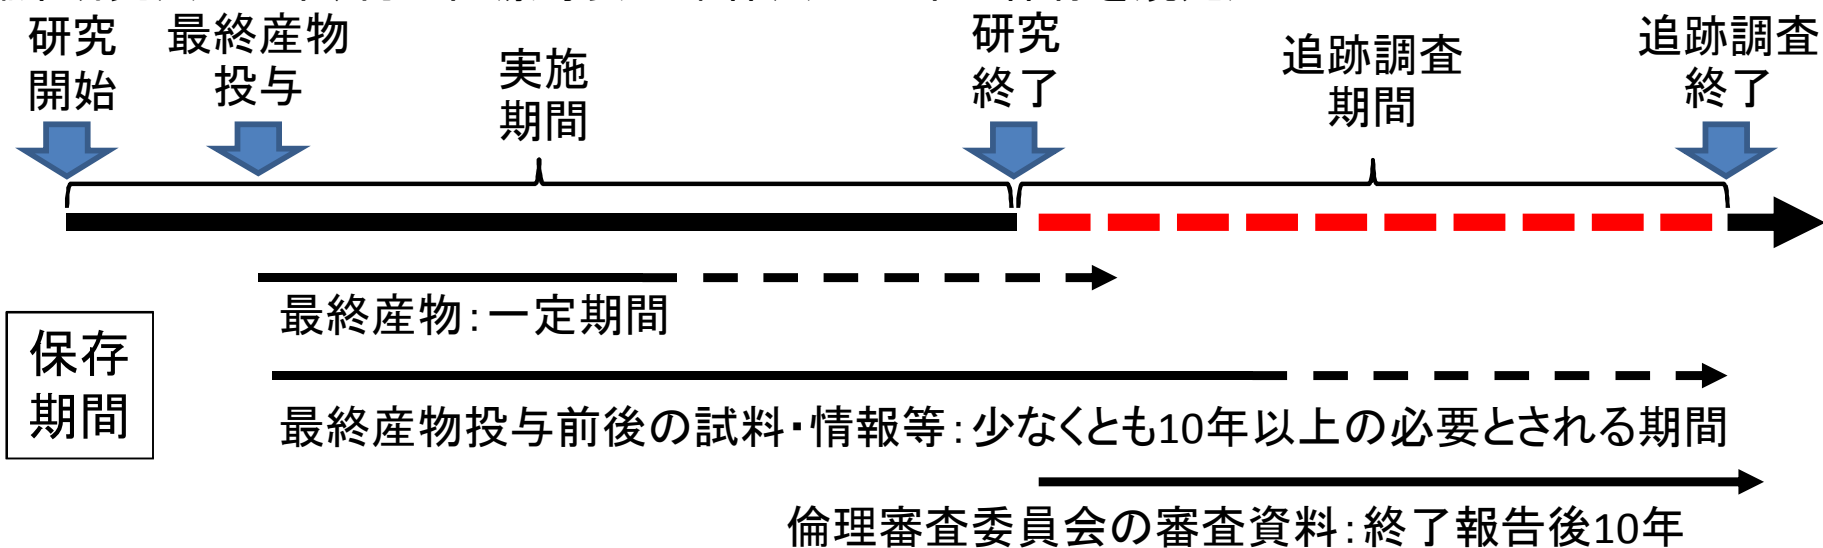 研究
開始
最終産物
投与
実施
期間
研究
終了
追跡調査
期間
追跡調査
終了
最終産物：一定期間
保存
期間
最終産物投与前後の試料・情報等：少なくとも10年以上の必要とされる期間
倫理審査委員会の審査資料：終了報告後10年